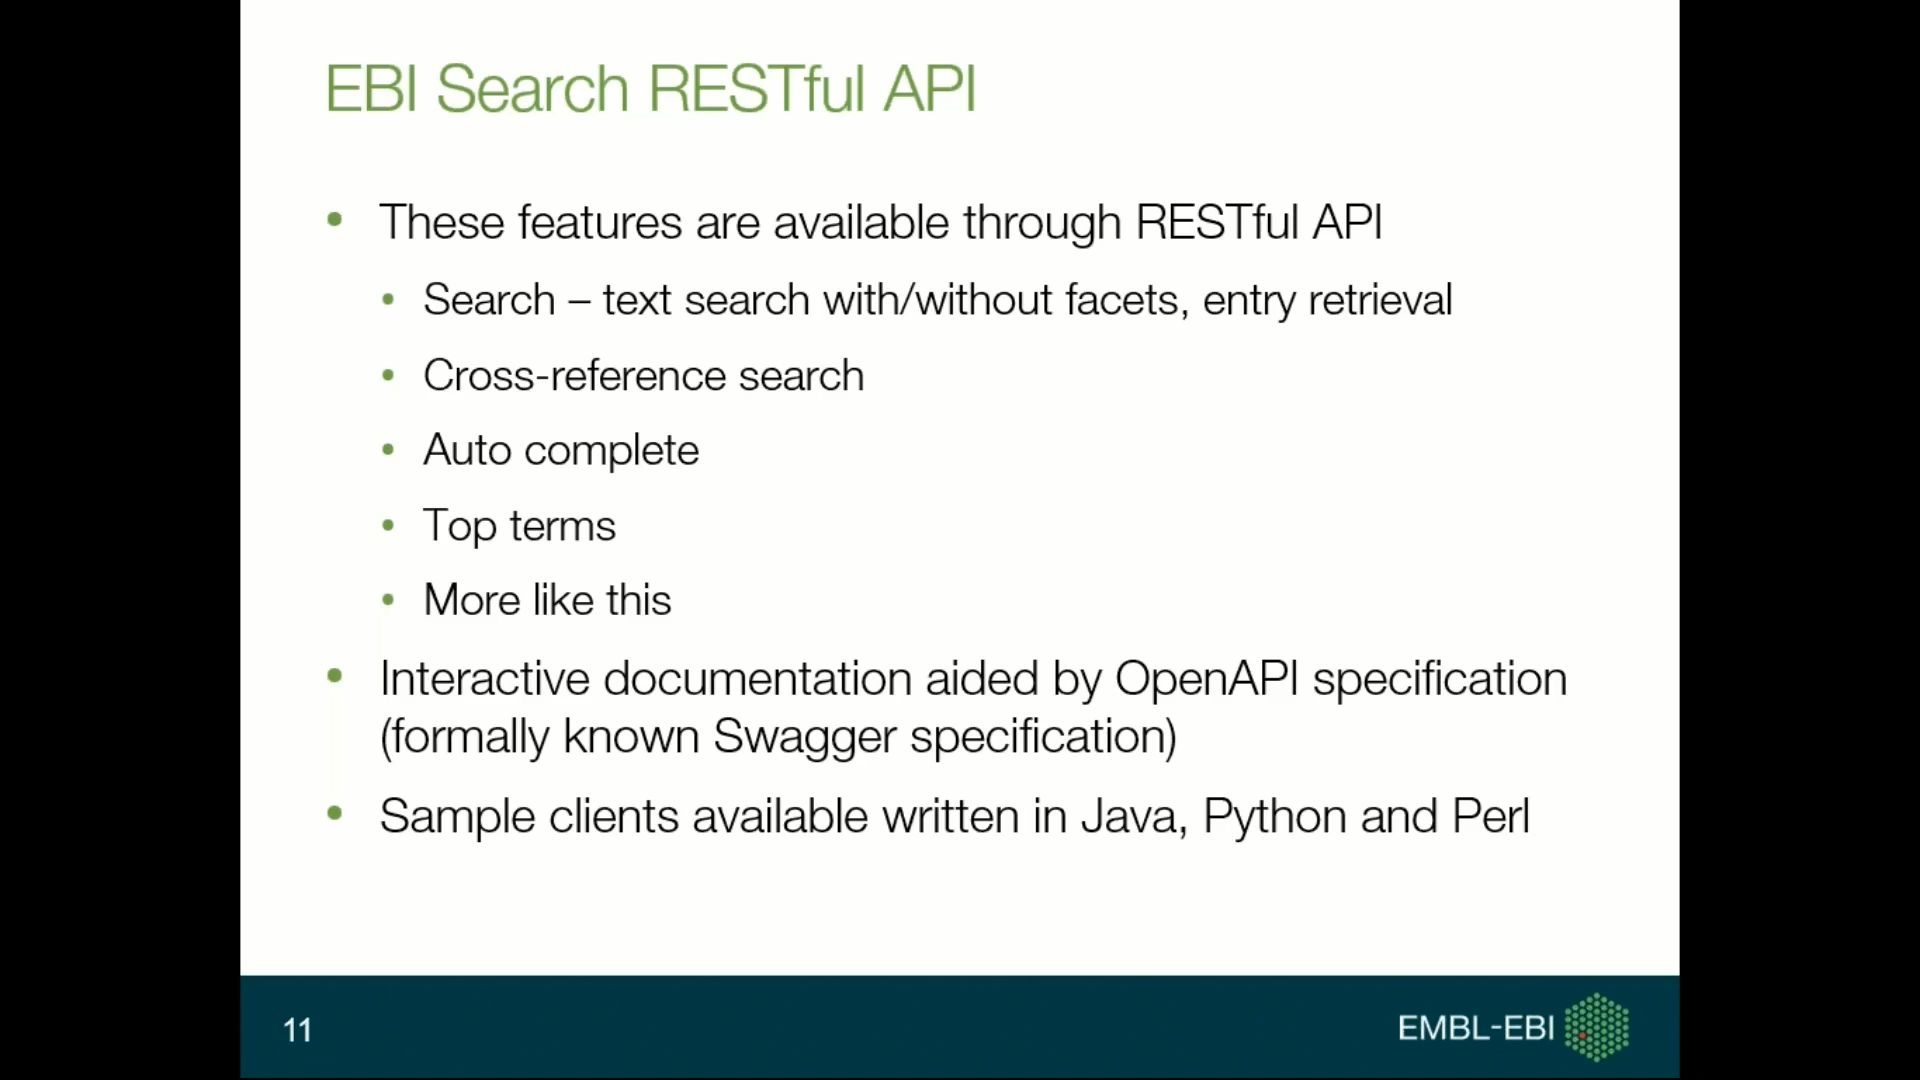 EBI Search RESTful API
• These features are available through RESTful API
• Search – text search with/without facets, entry retrieval
• Cross-reference search
• Auto complete
• Top terms
• More like this
• Interactive documentation aided by OpenAPI specification
(formally known Swagger specification)
• Sample clients available written in Java, Python and Perl
11
EMBL-EBI